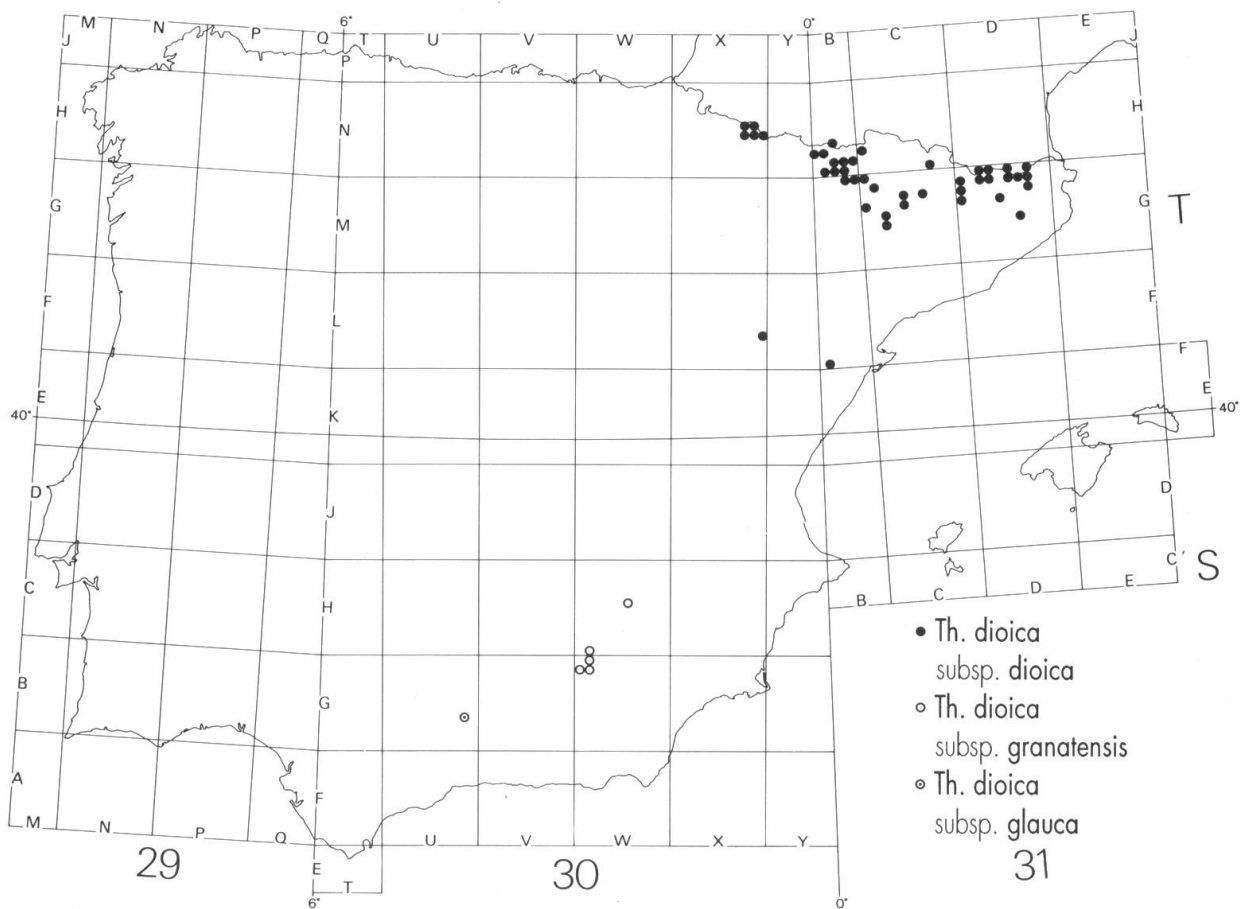 M N P Q T U V W X Y B C D E
6° 0°
J P J
H N H
G M G T
F L F
F
E K E
40° 40°
D J D
C H C S
B C D E
B G
A F
M N P Q U V W X Y
E
T
29 30 31
6° 0°
Th. dioica
subsp. dioica
Th. dioica
subsp. granatensis
Th. dioica
subsp. glauca